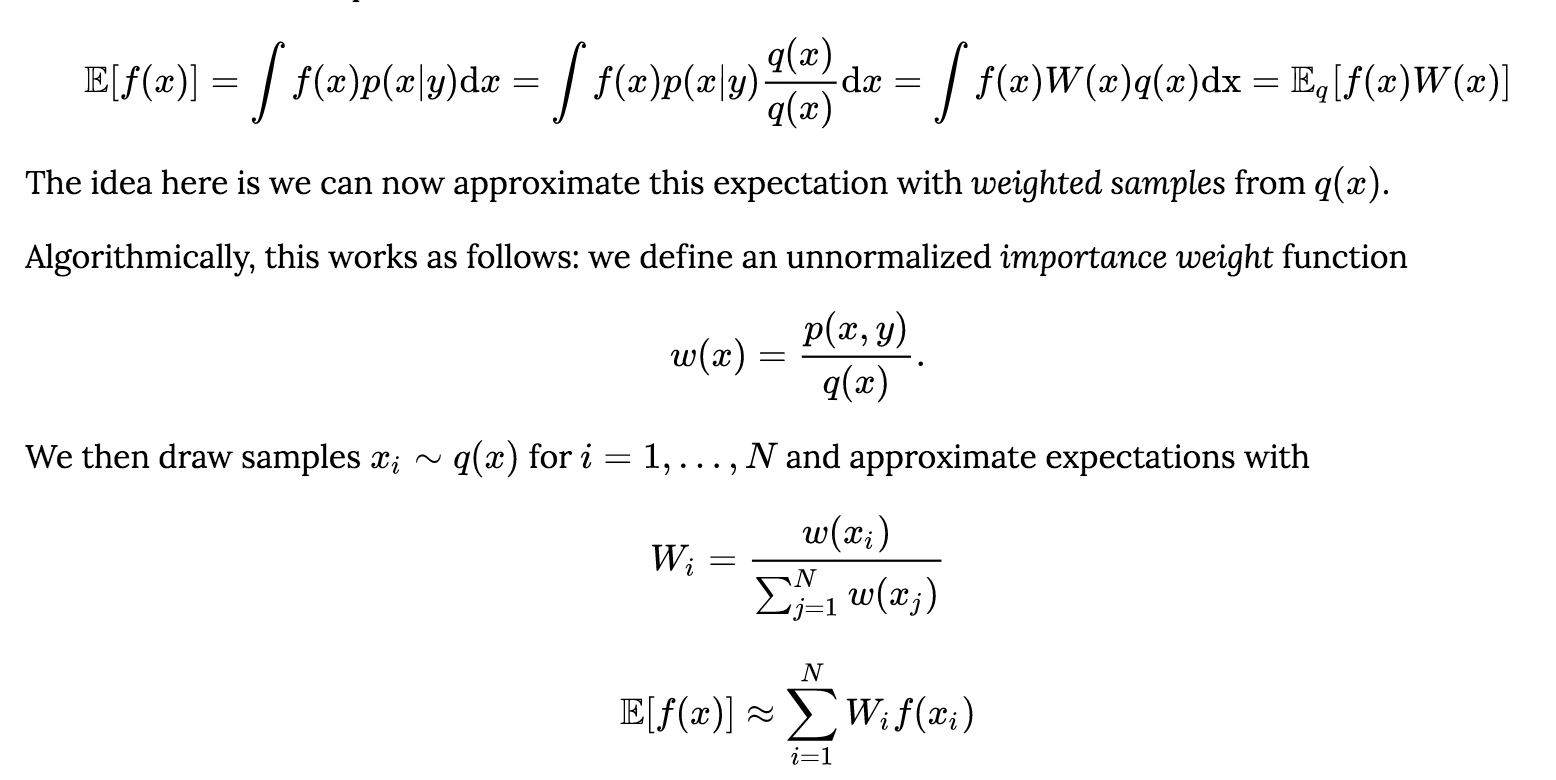 𝔼[f(x)] = ∫ f(x)p(x|y)dx = ∫ f(x)p(x|y) q(x)/q(x) dx = ∫ f(x)W(x)q(x)dx = 𝔼_q[f(x)W(x)]
The idea here is we can now approximate this expectation with weighted samples from q(x).
Algorithmically, this works as follows: we define an unnormalized importance weight function
w(x) = p(x, y)/q(x).
We then draw samples x_i ∼ q(x) for i = 1, . . . , N and approximate expectations with
W_i = w(x_i)/∑_{j=1}^{N} w(x_j)
𝔼[f(x)] ≈ ∑_{i=1}^{N} W_i f(x_i)